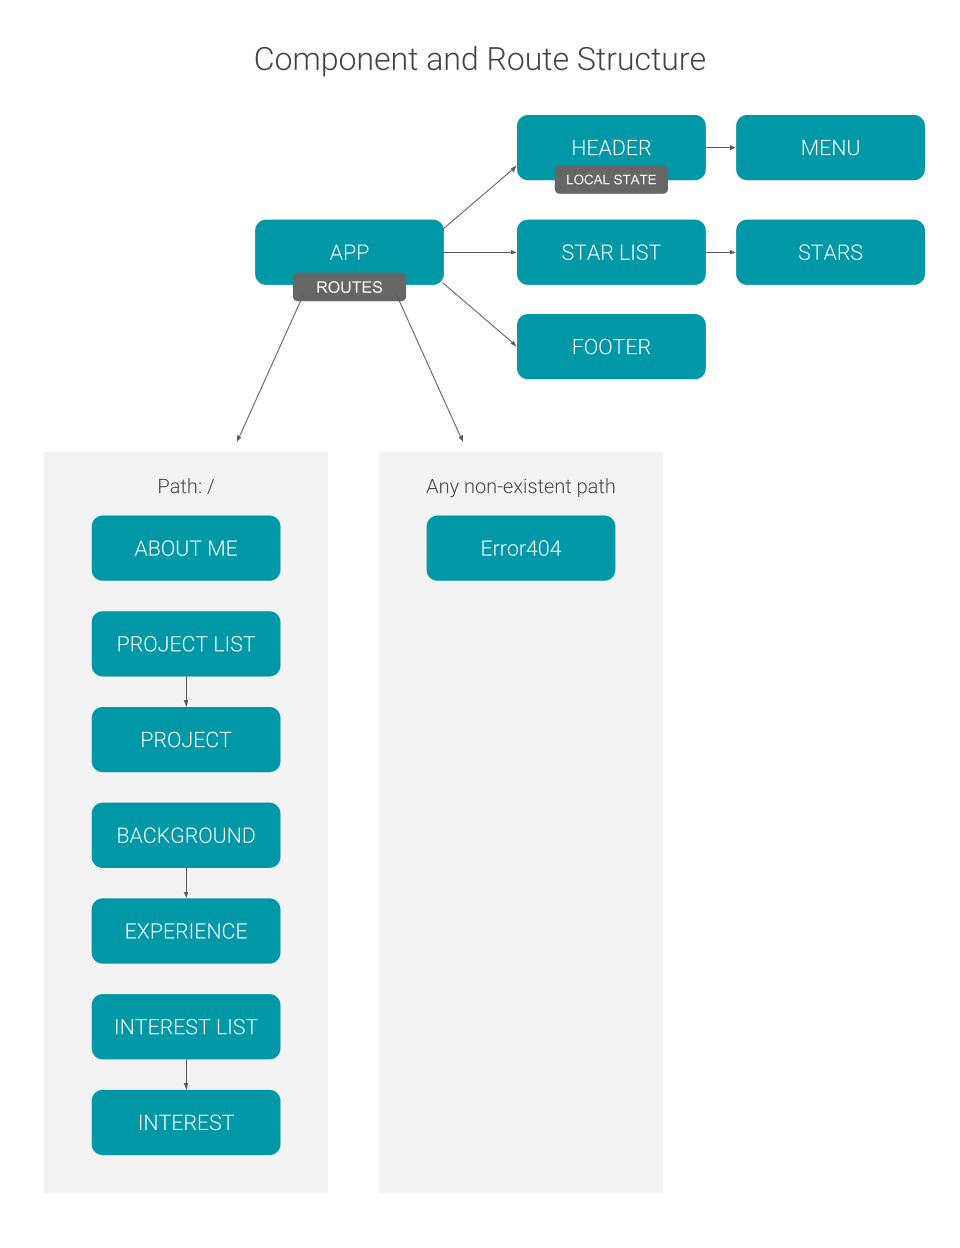 Component and Route Structure
HEADER
LOCAL STATE
MENU
APP
ROUTES
STAR LIST
STARS
FOOTER
Path: /
ABOUT ME
PROJECT LIST
PROJECT
BACKGROUND
EXPERIENCE
INTEREST LIST
INTEREST
Any non-existent path
Error404